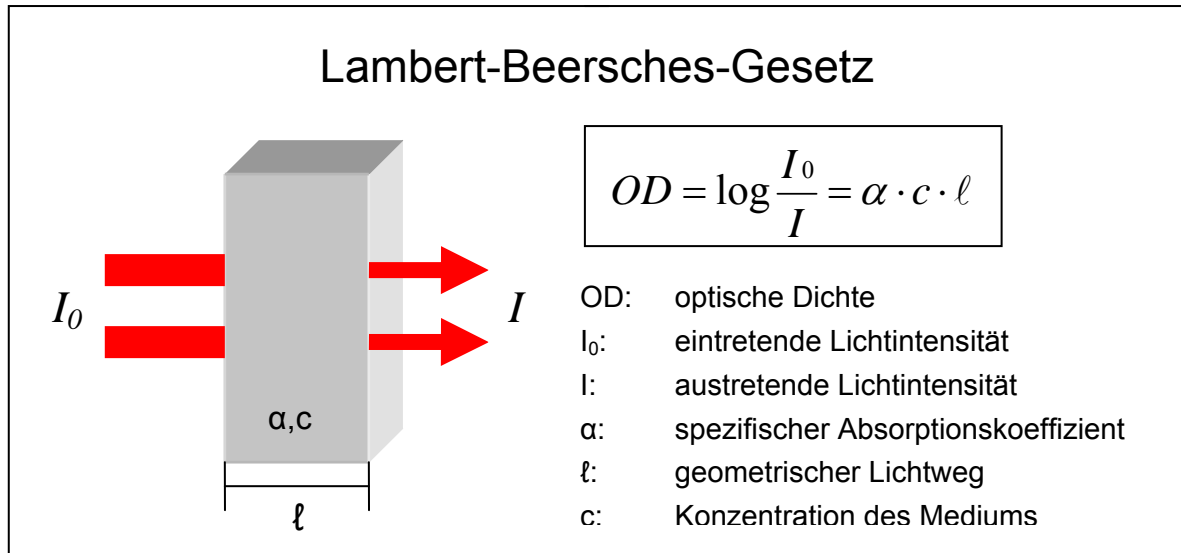 Lambert-Beersches-Gesetz
OD = log I0/I = α · c · ℓ
I0
I
α,c
ℓ
OD: optische Dichte
I0: eintretende Lichtintensität
I: austretende Lichtintensität
α: spezifischer Absorptionskoeffizient
ℓ: geometrischer Lichtweg
c: Konzentration des Mediums